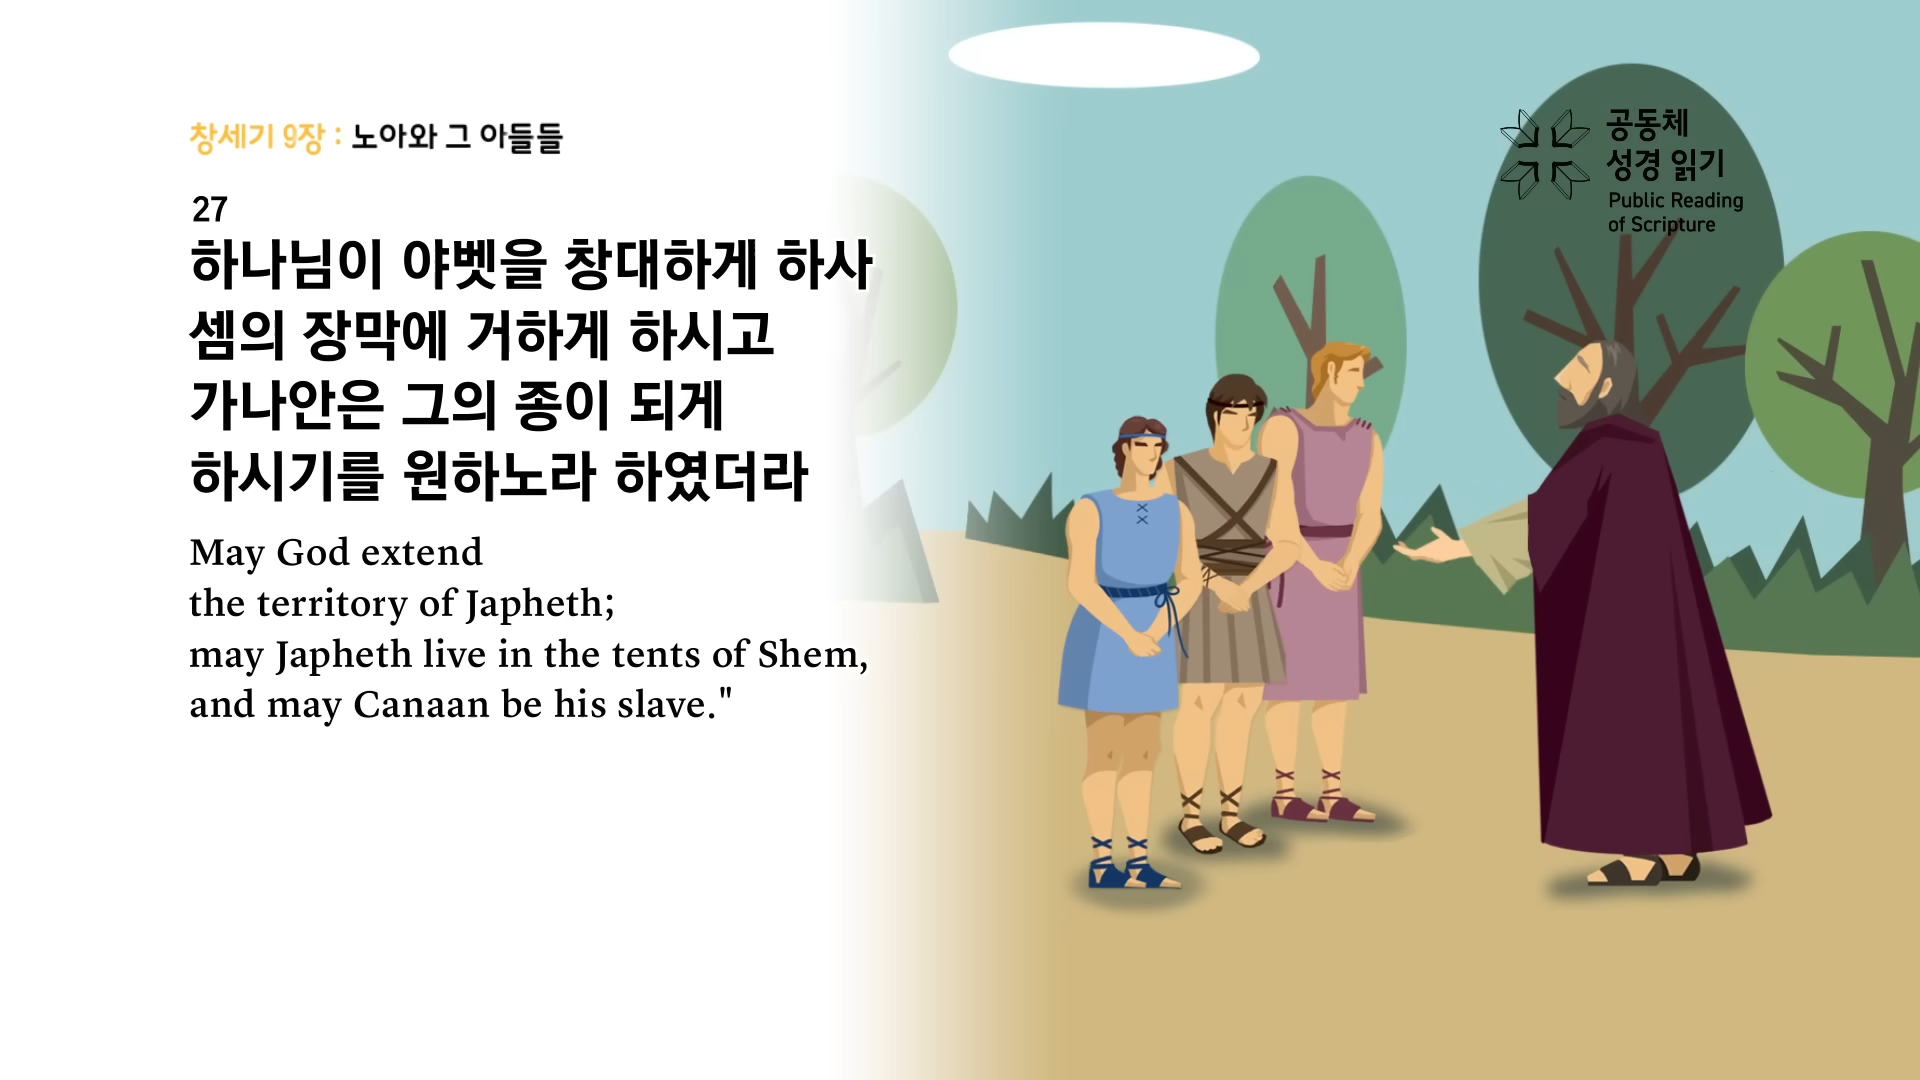 창세기 9장 : 노아와 그 아들들
27
하나님이 야벳을 창대하게 하사
셈의 장막에 거하게 하시고
가나안은 그의 종이 되게
하시기를 원하노라 하였더라
May God extend
the territory of Japheth;
may Japheth live in the tents of Shem,
and may Canaan be his slave."
공동체
성경 읽기
Public Reading
of Scripture